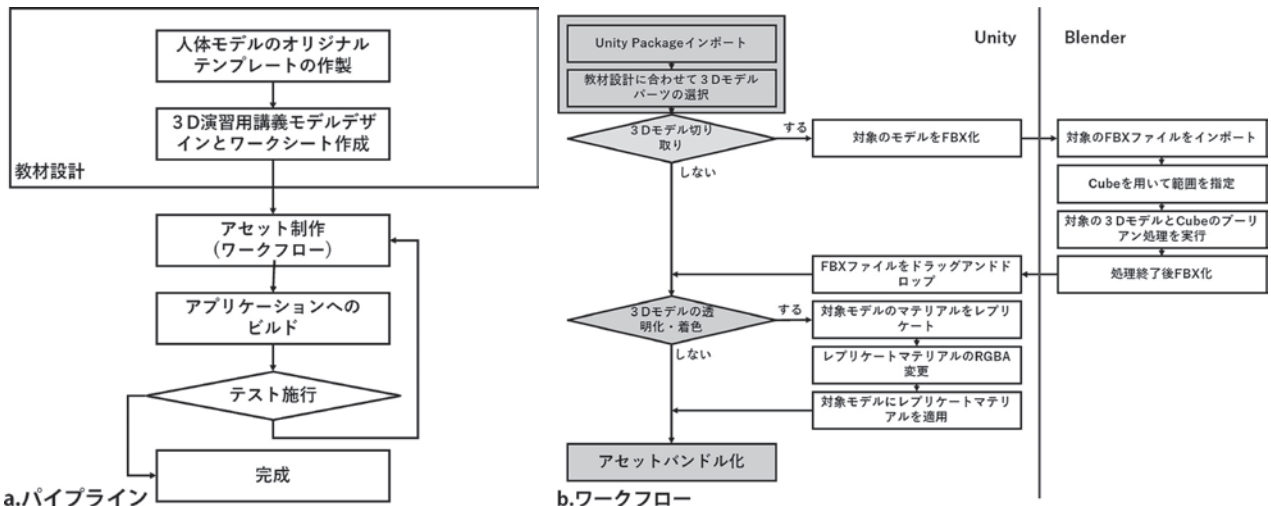 人体モデルのオリジナル
テンプレートの作製
３D演習用講義モデルデザ
インとワークシート作成
教材設計
アセット制作
(ワークフロー)
アプリケーションへの
ビルド
テスト施行
完成
a.パイプライン
Unity
Blender
Unity Packageインポート
教材設計に合わせて３Dモデル
パーツの選択
３Dモデル切り
取り
する
しない
対象のモデルをFBX化
対象のFBXファイルをインポート
Cubeを用いて範囲を指定
対象の３DモデルとCubeのブーリ
アン処理を実行
処理終了後FBX化
FBXファイルをドラッグアンドド
ロップ
３Dモデルの透
明化・着色
する
しない
対象モデルのマテリアルをレプリ
ケート
レプリケートマテリアルのRGBA
変更
対象モデルにレプリケートマテリ
アルを適用
アセットバンドル化
b.ワークフロー